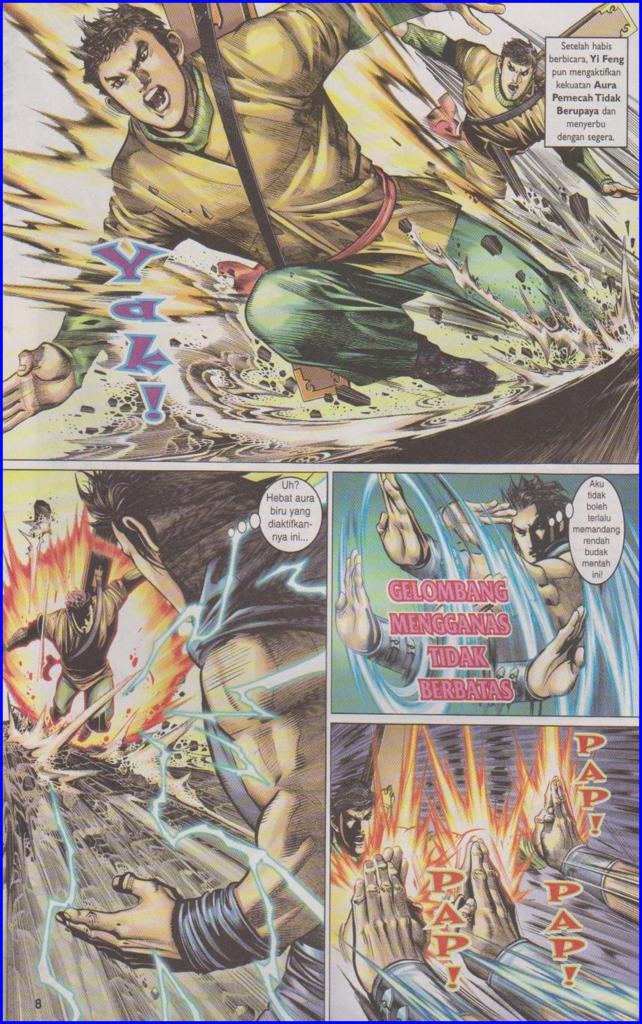 Setelah habis
berbicara, Yi Feng
pun mengaktifkan
kekuatan Aura
Pemecah Tidak
Berupaya dan
menyerbu
dengan segera.
Yak!
Uh?
Hebat aura
biru yang
diaktifkan-
nya ini...
Aku
tidak
boleh
terlalu
memandang
rendah
budak
mentah
ini!
GELOMBANG
MENGGANAS
TIDAK
BERBATAS
PAP!
PAP!
PAP!
8